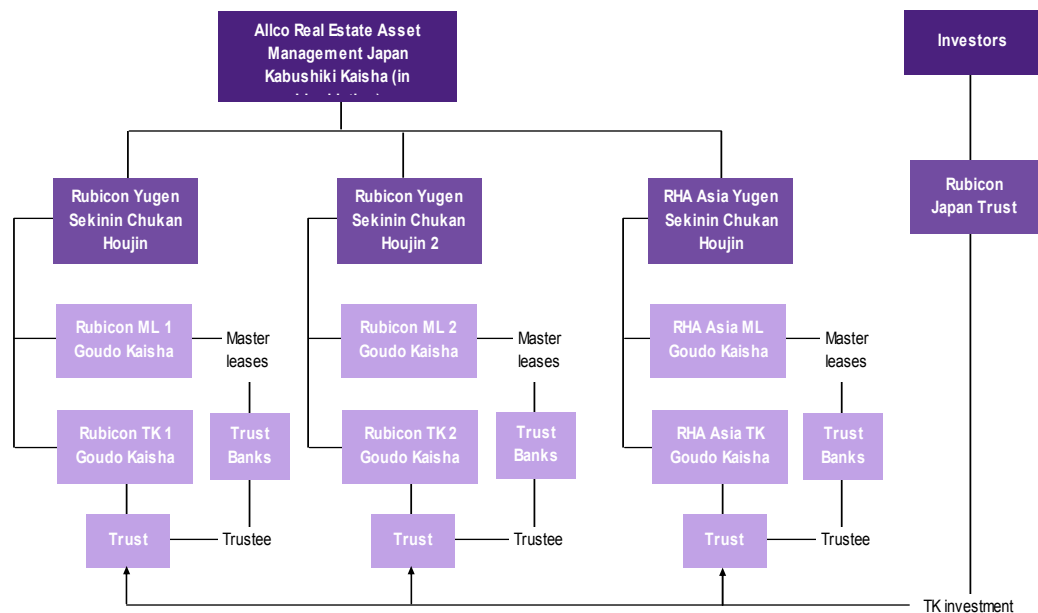 Allco Real Estate Asset
Management Japan
Kabushiki Kaisha (in
Investors
Rubicon Yugen
Sekinin Chukan
Houjin
Rubicon Yugen
Sekinin Chukan
Houjin 2
RHA Asia Yugen
Sekinin Chukan
Houjin
Rubicon
Japan Trust
Rubicon ML 1
Goudo Kaisha
Master
leases
Rubicon ML 2
Goudo Kaisha
Master
leases
RHA Asia ML
Goudo Kaisha
Master
leases
Rubicon TK 1
Goudo Kaisha
Trust
Banks
Rubicon TK 2
Goudo Kaisha
Trust
Banks
RHA Asia TK
Goudo Kaisha
Trust
Banks
Trust
Trustee
Trust
Trustee
Trust
Trustee
TK investment